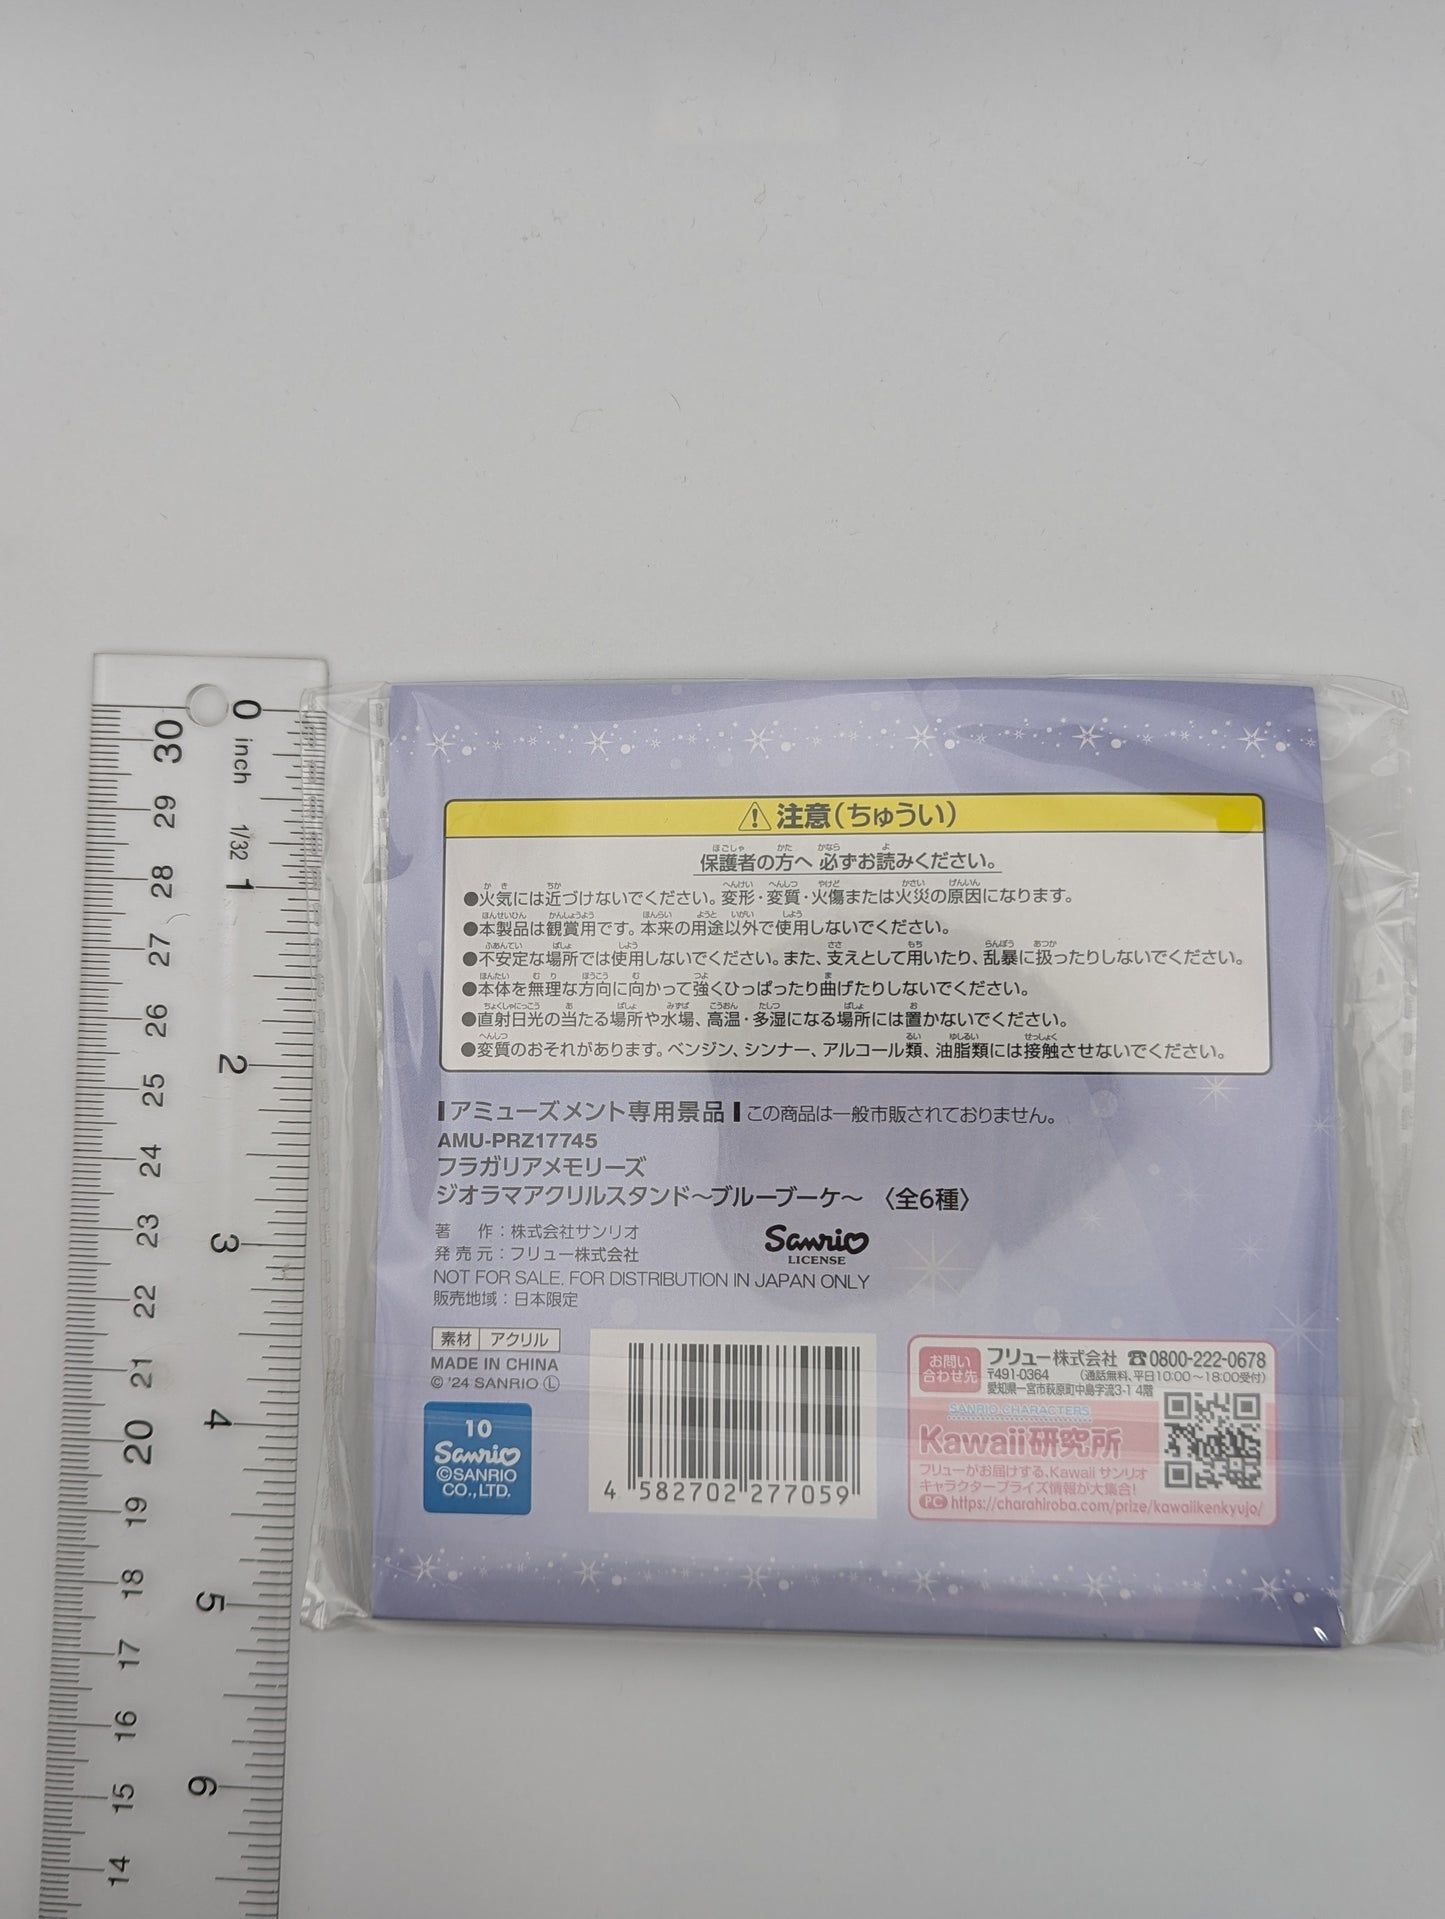 0
inch
1/32
1
2
3
4
5
6
30
29
28
27
26
25
24
23
22
21
20
19
18
17
16
15
14
注意(ちゅうい)
保護者の方へ 必ずお読みください。
●火気には近づけないでください。変形・変質・火傷または火災の原因になります。
●本製品は観賞用です。本来の用途以外で使用しないでください。
●不安定な場所では使用しないでください。また、支えとして用いたり、乱暴に扱ったりしないでください。
●本体を無理な方向に向かって強くひっぱったり曲げたりしないでください。
●直射日光の当たる場所や水場、高温・多湿になる場所には置かないでください。
●変質のおそれがあります。ベンジン、シンナー、アルコール類、油脂類には接触させないでください。
アミューズメント専用景品 この商品は一般市販されておりません。
AMU-PRZ17745
フラガリアメモリーズ
ジオラマアクリルスタンド〜ブルーブーケ〜 〈全6種〉
著 作：株式会社サンリオ
発売元：フリュー株式会社
Sanrio
LICENSE
NOT FOR SALE. FOR DISTRIBUTION IN JAPAN ONLY
販売地域：日本限定
素材 アクリル
MADE IN CHINA
© '24 SANRIO Ⓛ
10
Sanrio
©SANRIO
CO.,LTD.
4 582702 277059
お問い
合わせ先
フリュー株式会社 ☎0800-222-0678
〒491-0364 (通話無料、平日10:00〜18:00受付)
愛知県一宮市萩原町中島字流3-1 4階
SANRIO CHARACTERS
Kawaii研究所
フリューがお届けする、Kawaii サンリオ
キャラクタープライズ情報が大集合!
PC https://charahiroba.com/prize/kawaiikenkyujo/